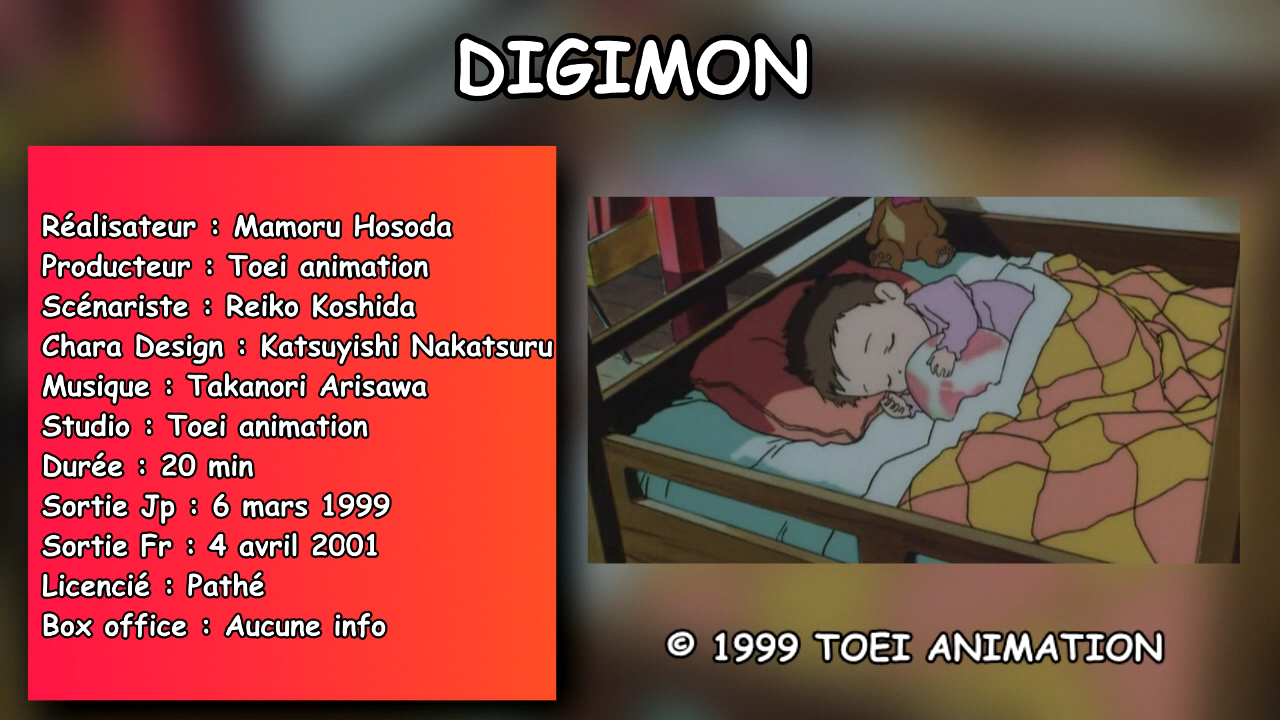 DIGIMON
Réalisateur : Mamoru Hosoda
Producteur : Toei animation
Scénariste : Reiko Koshida
Chara Design : Katsuyishi Nakatsuru
Musique : Takanori Arisawa
Studio : Toei animation
Durée : 20 min
Sortie Jp : 6 mars 1999
Sortie Fr : 4 avril 2001
Licencié : Pathé
Box office : Aucune info
© 1999 TOEI ANIMATION